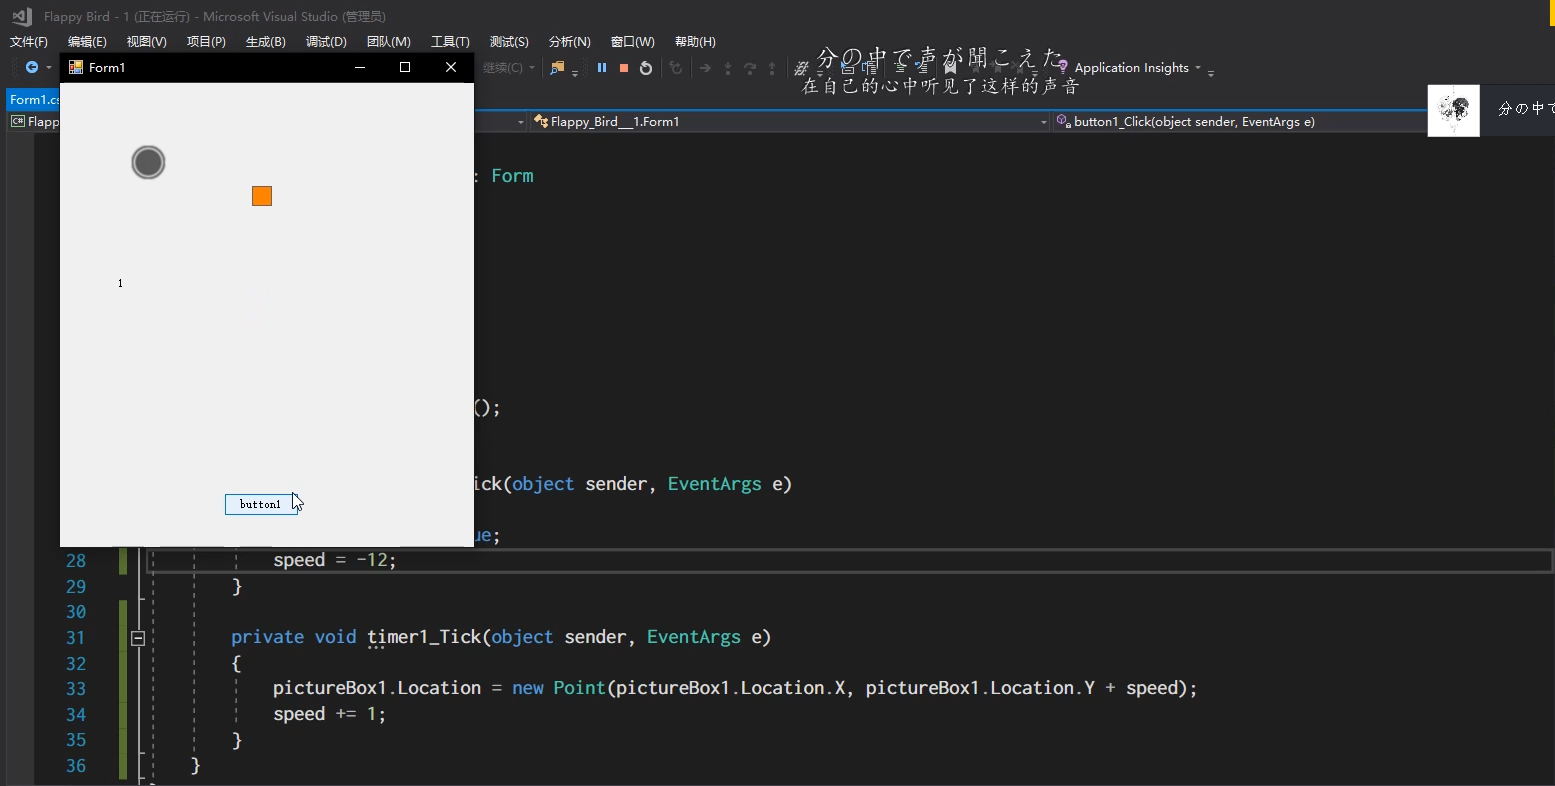 Flappy Bird - 1 (正在运行) - Microsoft Visual Studio (管理员)
文件(F) 编辑(E) 视图(V) 项目(P) 生成(B) 调试(D) 团队(M) 工具(T) 测试(S) 分析(N) 窗口(W) 帮助(H)
Form1
继续(C)
分の中で声が聞こえた
在自己的心中听见了这样的声音
Application Insights
Form1.cs
分の中で
C# Flapp
Flappy_Bird__1.Form1
button1_Click(object sender, EventArgs e)
: Form
1
();
ick(object sender, EventArgs e)
button1
ue;
28 speed = -12;
29 }
30
31 private void timer1_Tick(object sender, EventArgs e)
32 {
33 pictureBox1.Location = new Point(pictureBox1.Location.X, pictureBox1.Location.Y + speed);
34 speed += 1;
35 }
36 }